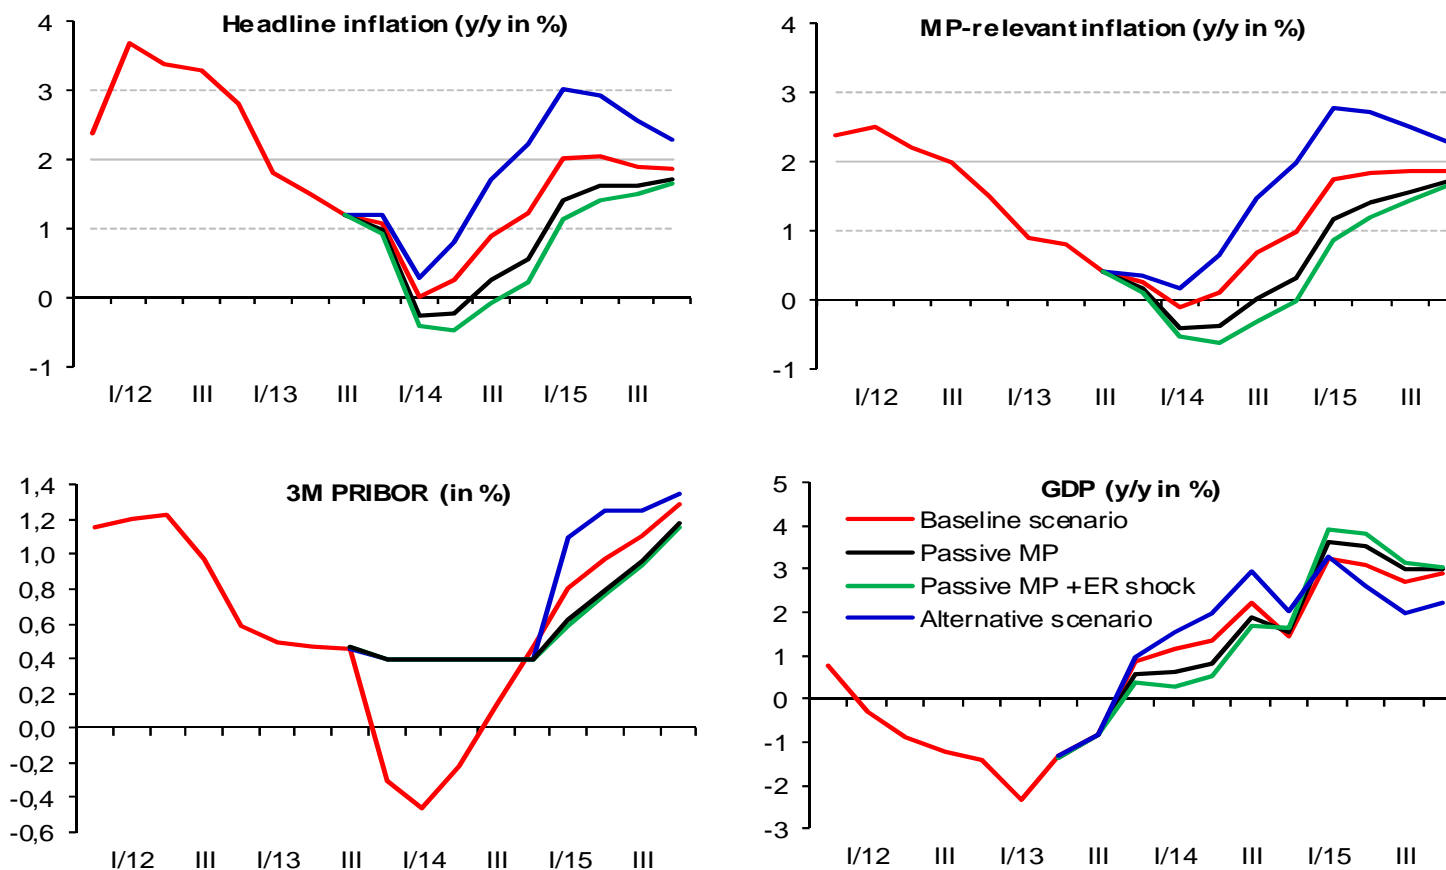 Headline inflation (y/y in %)
4
3
2
1
0
-1
I/12 III I/13 III I/14 III I/15 III
MP-relevant inflation (y/y in %)
4
3
2
1
0
-1
I/12 III I/13 III I/14 III I/15 III
3M PRIBOR (in %)
1,4
1,2
1,0
0,8
0,6
0,4
0,2
0,0
-0,2
-0,4
-0,6
I/12 III I/13 III I/14 III I/15 III
GDP (y/y in %)
Baseline scenario
Passive MP
Passive MP +ER shock
Alternative scenario
5
4
3
2
1
0
-1
-2
-3
I/12 III I/13 III I/14 III I/15 III